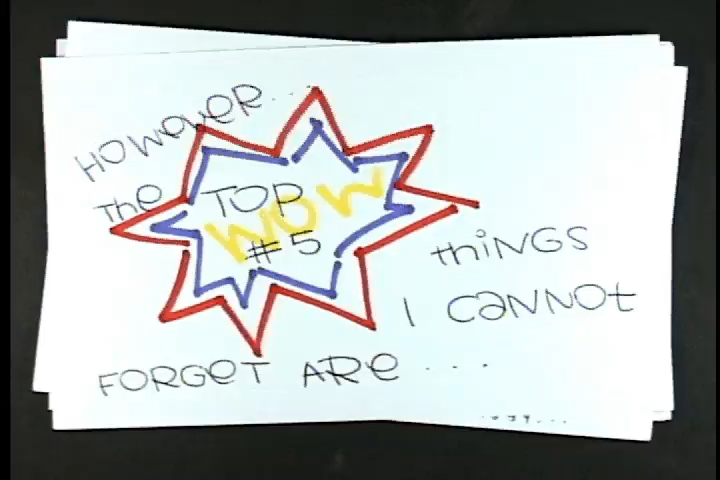 HOWever....
The TOP
WOW
#5
thiNGS
I CANNOt
FORGeT ARe ...